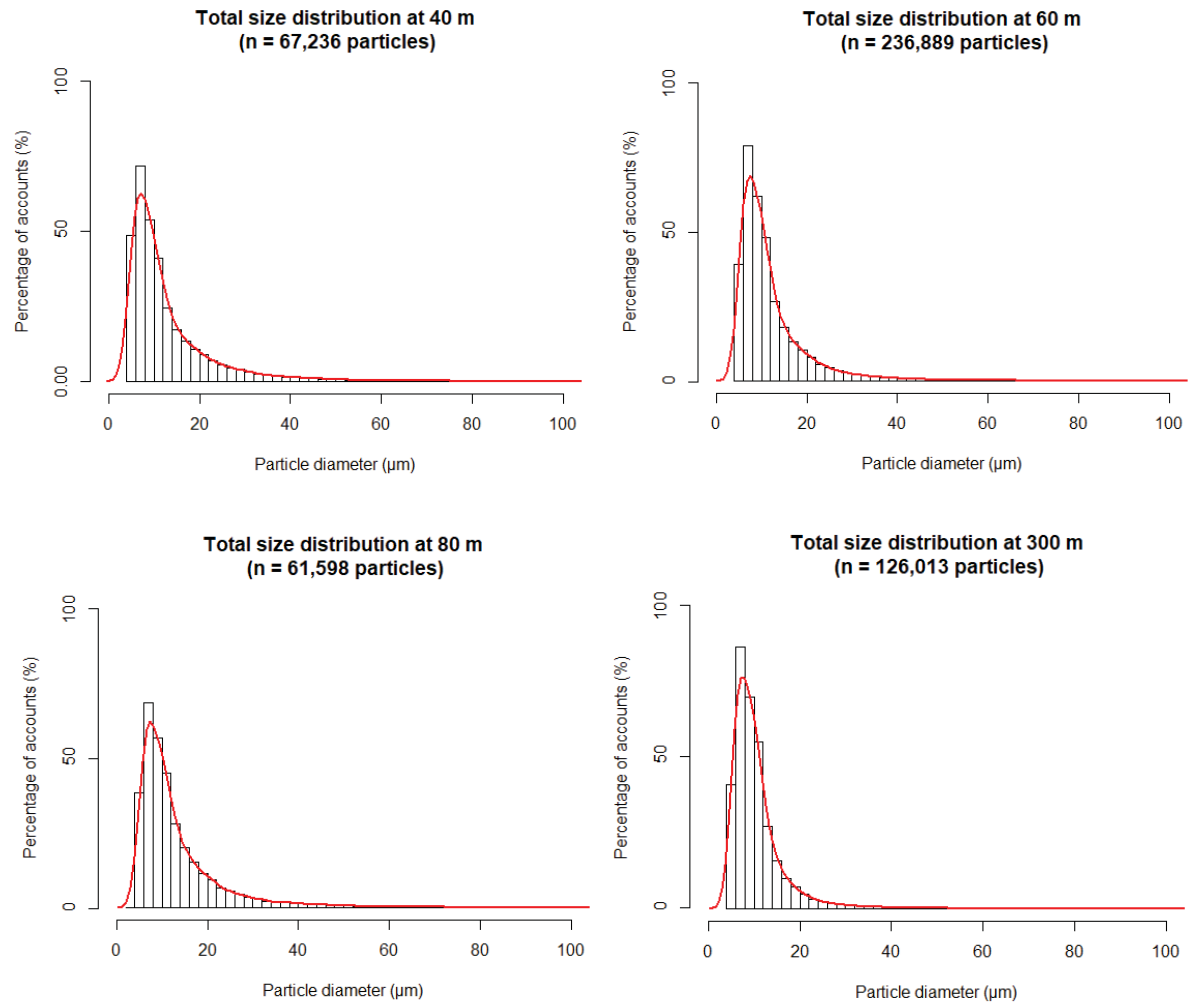 Total size distribution at 40 m
(n = 67,236 particles)
Percentage of accounts (%)
100
50
0.00
0 20 40 60 80 100
Particle diameter (µm)
Total size distribution at 60 m
(n = 236,889 particles)
Percentage of accounts (%)
100
50
0
0 20 40 60 80 100
Particle diameter (µm)
Total size distribution at 80 m
(n = 61,598 particles)
Percentage of accounts (%)
100
50
0
0 20 40 60 80 100
Particle diameter (µm)
Total size distribution at 300 m
(n = 126,013 particles)
Percentage of accounts (%)
100
50
0
0 20 40 60 80 100
Particle diameter (µm)